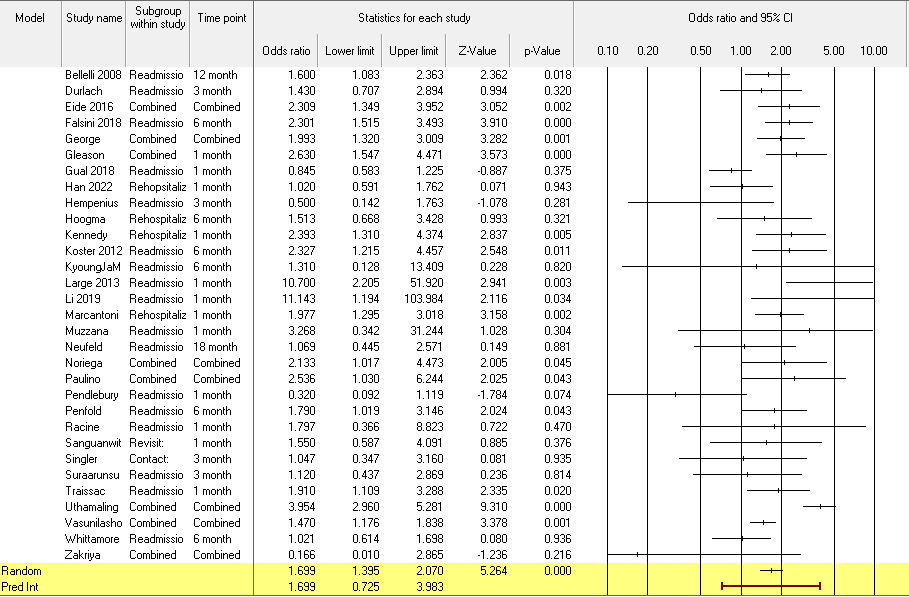 Model Study name Subgroup within study Time point Statistics for each study Odds ratio and 95% CI
Odds ratio Lower limit Upper limit Z-Value p-Value 0.10 0.20 0.50 1.00 2.00 5.00 10.00
Bellelli 2008 Readmissio 12 month 1.600 1.083 2.363 2.362 0.018
Durlach Readmissio 3 month 1.430 0.707 2.894 0.994 0.320
Eide 2016 Combined Combined 2.309 1.349 3.952 3.052 0.002
Falsini 2018 Readmissio 6 month 2.301 1.515 3.493 3.910 0.000
George Combined Combined 1.993 1.320 3.009 3.282 0.001
Gleason Combined 1 month 2.630 1.547 4.471 3.573 0.000
Gual 2018 Readmissio 1 month 0.845 0.583 1.225 -0.887 0.375
Han 2022 Rehopsitaliz 1 month 1.020 0.591 1.762 0.071 0.943
Hempenius Readmissio 3 month 0.500 0.142 1.763 -1.078 0.281
Hoogma Rehospitaliz 6 month 1.513 0.668 3.428 0.993 0.321
Kennedy Rehospitaliz 1 month 2.393 1.310 4.374 2.837 0.005
Koster 2012 Readmissio 6 month 2.327 1.215 4.457 2.548 0.011
KyoungJaM Readmissio 6 month 1.310 0.128 13.409 0.228 0.820
Large 2013 Readmissio 1 month 10.700 2.205 51.920 2.941 0.003
Li 2019 Readmissio 1 month 11.143 1.194 103.984 2.116 0.034
Marcantoni Rehospitaliz 1 month 1.977 1.295 3.018 3.158 0.002
Muzzana Readmissio 1 month 3.268 0.342 31.244 1.028 0.304
Neufeld Readmissio 18 month 1.069 0.445 2.571 0.149 0.881
Noriega Combined Combined 2.133 1.017 4.473 2.005 0.045
Paulino Combined Combined 2.536 1.030 6.244 2.025 0.043
Pendlebury Readmissio 1 month 0.320 0.092 1.119 -1.784 0.074
Penfold Readmissio 6 month 1.790 1.019 3.146 2.024 0.043
Racine Readmissio 1 month 1.797 0.366 8.823 0.722 0.470
Sanguanwit Revisit: 1 month 1.550 0.587 4.091 0.885 0.376
Singler Contact: 3 month 1.047 0.347 3.160 0.081 0.935
Suraarunsu Readmissio 3 month 1.120 0.437 2.869 0.236 0.814
Traissac Readmissio 1 month 1.910 1.109 3.288 2.335 0.020
Uthamaling Combined Combined 3.954 2.960 5.281 9.310 0.000
Vasunilasho Combined Combined 1.470 1.176 1.838 3.378 0.001
Whittamore Readmissio 6 month 1.021 0.614 1.698 0.080 0.936
Zakriya Combined Combined 0.166 0.010 2.865 -1.236 0.216
Random 1.699 1.395 2.070 5.264 0.000
Pred Int 1.699 0.725 3.983